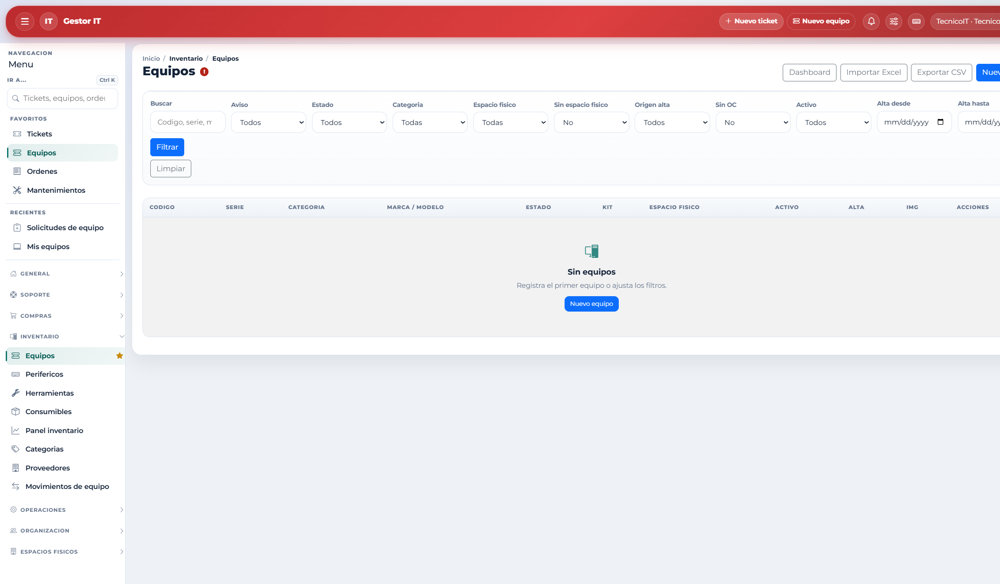 IT Gestor IT
Nuevo ticket
Nuevo equipo
TecnicoIT · Tecnico
NAVEGACION
Menu
IR A...
Ctrl K
Tickets, equipos, order
FAVORITOS
Tickets
Equipos
Ordenes
Mantenimientos
RECIENTES
Solicitudes de equipo
Mis equipos
GENERAL
SOPORTE
COMPRAS
INVENTARIO
Equipos
Perifericos
Herramientas
Consumibles
Panel inventario
Categorias
Proveedores
Movimientos de equipo
OPERACIONES
ORGANIZACION
ESPACIOS FISICOS
Inicio / Inventario / Equipos
Equipos
Dashboard
Importar Excel
Exportar CSV
Buscar
Codigo, serie, m
Aviso
Todos
Estado
Todos
Categoria
Todas
Espacio fisico
Todas
Sin espacio fisico
No
Origen alta
Todos
Sin OC
No
Activo
Todos
Alta desde
mm/dd/yyyy
Alta hasta
mm/dd/yy
Filtrar
Limpiar
CODIGO SERIE CATEGORIA MARCA / MODELO ESTADO KIT ESPACIO FISICO ACTIVO ALTA IMG ACCIONES
Sin equipos
Registra el primer equipo o ajusta los filtros.
Nuevo equipo